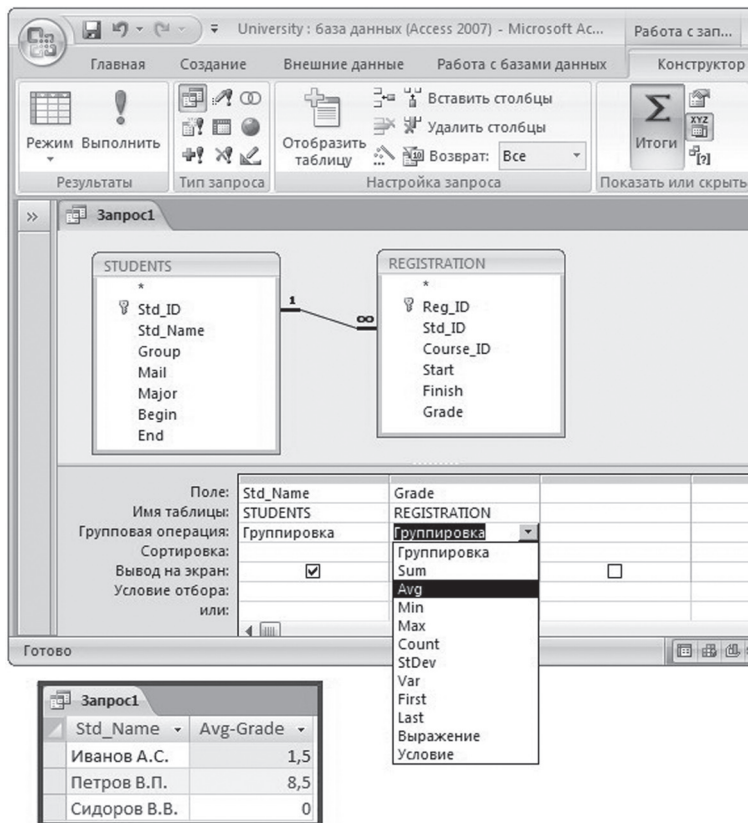 University : база данных (Access 2007) - Microsoft Ac...
Работа с зап...
Главная Создание Внешние данные Работа с базами данных Конструктор
Режим Выполнить
Отобразить таблицу
Вставить столбцы
Удалить столбцы
Возврат: Все
Итоги
XYZ
Результаты Тип запроса Настройка запроса Показать или скрыть
Запрос1
STUDENTS
*
Std_ID
Std_Name
Group
Mail
Major
Begin
End
1
∞
REGISTRATION
*
Reg_ID
Std_ID
Course_ID
Start
Finish
Grade
Поле: Std_Name Grade
Имя таблицы: STUDENTS REGISTRATION
Групповая операция: Группировка Группировка
Сортировка:
Вывод на экран:
Условие отбора:
или:
Группировка
Sum
Avg
Min
Max
Count
StDev
Var
First
Last
Выражение
Условие
Готово
Запрос1
Std_Name Avg-Grade
Иванов А.С. 1,5
Петров В.П. 8,5
Сидоров В.В. 0